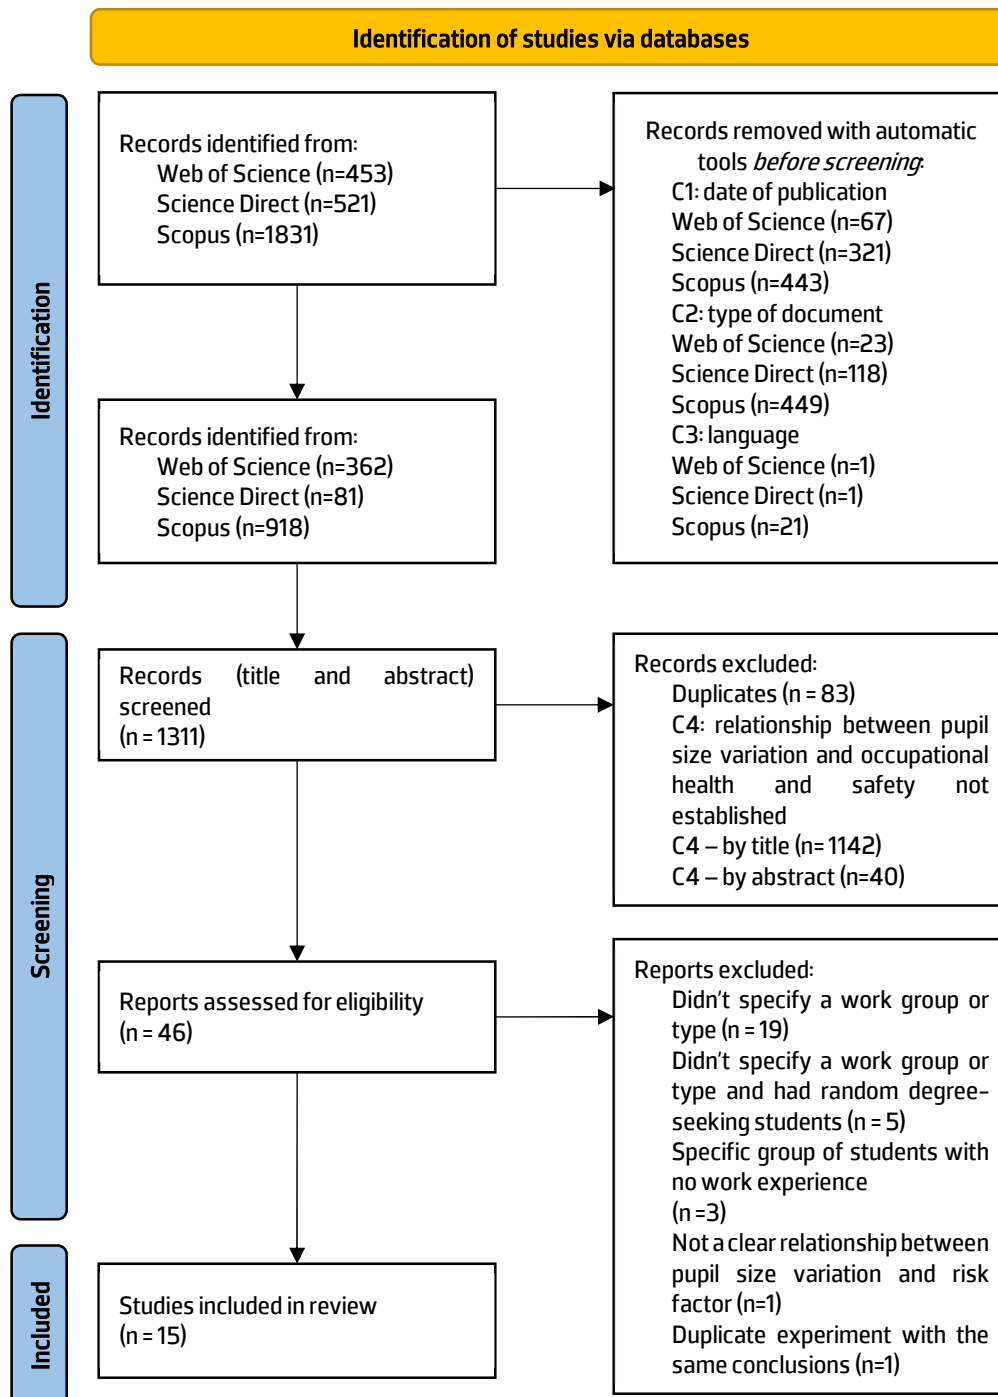 Identification of studies via databases
Identification
Records identified from:
Web of Science (n=453)
Science Direct (n=521)
Scopus (n=1831)
Records removed with automatic
tools before screening:
C1: date of publication
Web of Science (n=67)
Science Direct (n=321)
Scopus (n=443)
C2: type of document
Web of Science (n=23)
Science Direct (n=118)
Scopus (n=449)
C3: language
Web of Science (n=1)
Science Direct (n=1)
Scopus (n=21)
Records identified from:
Web of Science (n=362)
Science Direct (n=81)
Scopus (n=918)
Screening
Records (title and abstract)
screened
(n = 1311)
Records excluded:
Duplicates (n = 83)
C4: relationship between pupil
size variation and occupational
health and safety not
established
C4 – by title (n= 1142)
C4 – by abstract (n=40)
Reports assessed for eligibility
(n = 46)
Reports excluded:
Didn't specify a work group or
type (n = 19)
Didn't specify a work group or
type and had random degree-
seeking students (n = 5)
Specific group of students with
no work experience
(n =3)
Not a clear relationship between
pupil size variation and risk
factor (n=1)
Duplicate experiment with the
same conclusions (n=1)
Included
Studies included in review
(n = 15)